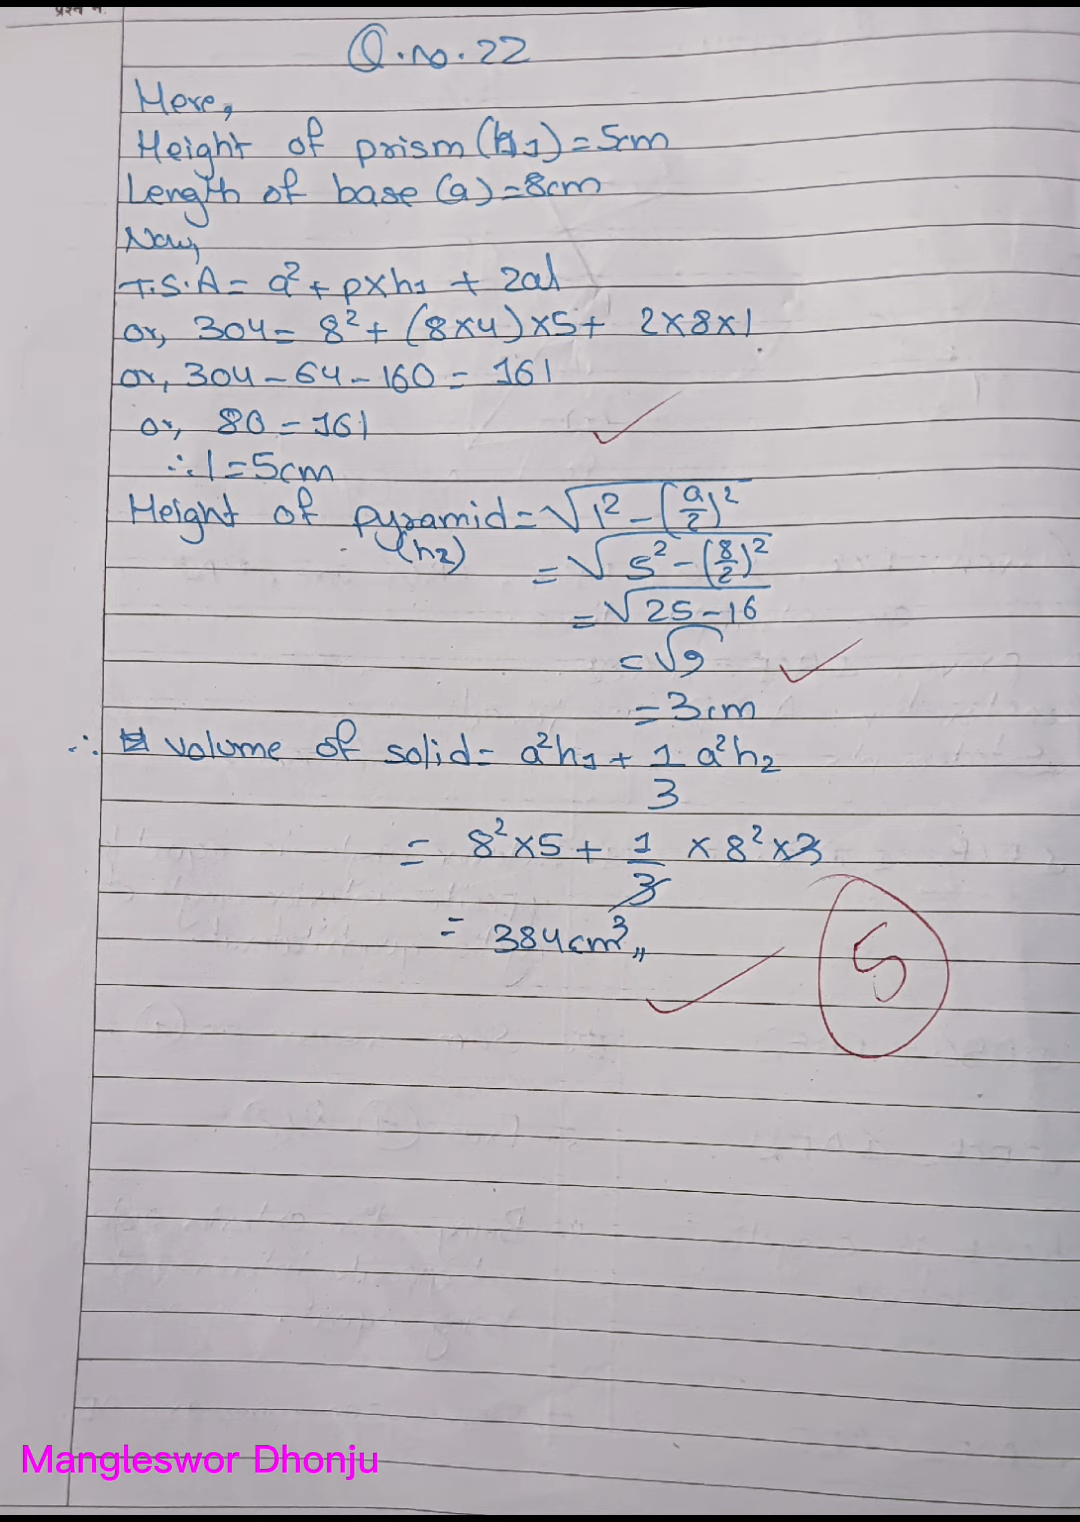 प्रश्न नं.
Q.no.22
Here,
Height of prism (h1) = 5cm
Length of base (a) = 8cm
Now,
T.S.A = a² + p×h1 + 2al
or, 304 = 8² + (8×4)×5 + 2×8×l
or, 304 - 64 - 160 = 16l
or, 80 = 16l
∴ l = 5cm
Height of pyramid = √l² - (a/2)²
(h2)
= √5² - (8/2)²
= √25-16
= √9
= 3cm
∴ volume of solid = a²h1 + 1/3 a²h2
= 8²×5 + 1/3 × 8²×3
= 384cm³,,
5
Mangleswor Dhonju